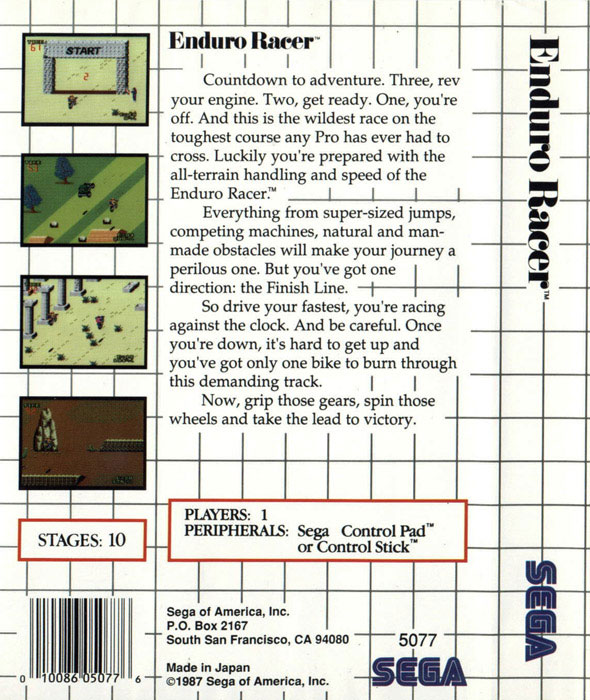 Enduro Racer™
Countdown to adventure. Three, rev
your engine. Two, get ready. One, you're
off. And this is the wildest race on the
toughest course any Pro has ever had to
cross. Luckily you're prepared with the
all-terrain handling and speed of the
Enduro Racer.™
Everything from super-sized jumps,
competing machines, natural and man-
made obstacles will make your journey a
perilous one. But you've got one
direction: the Finish Line.
So drive your fastest, you're racing
against the clock. And be careful. Once
you're down, it's hard to get up and
you've got only one bike to burn through
this demanding track.
Now, grip those gears, spin those
wheels and take the lead to victory.
START
2
STAGES: 10
PLAYERS: 1
PERIPHERALS: Sega Control Pad™
or Control Stick™
0 10086 05077 6
Sega of America, Inc.
P.O. Box 2167
South San Francisco, CA 94080
Made in Japan
©1987 Sega of America, Inc.
5077
SEGA
Enduro Racer™
SEGA